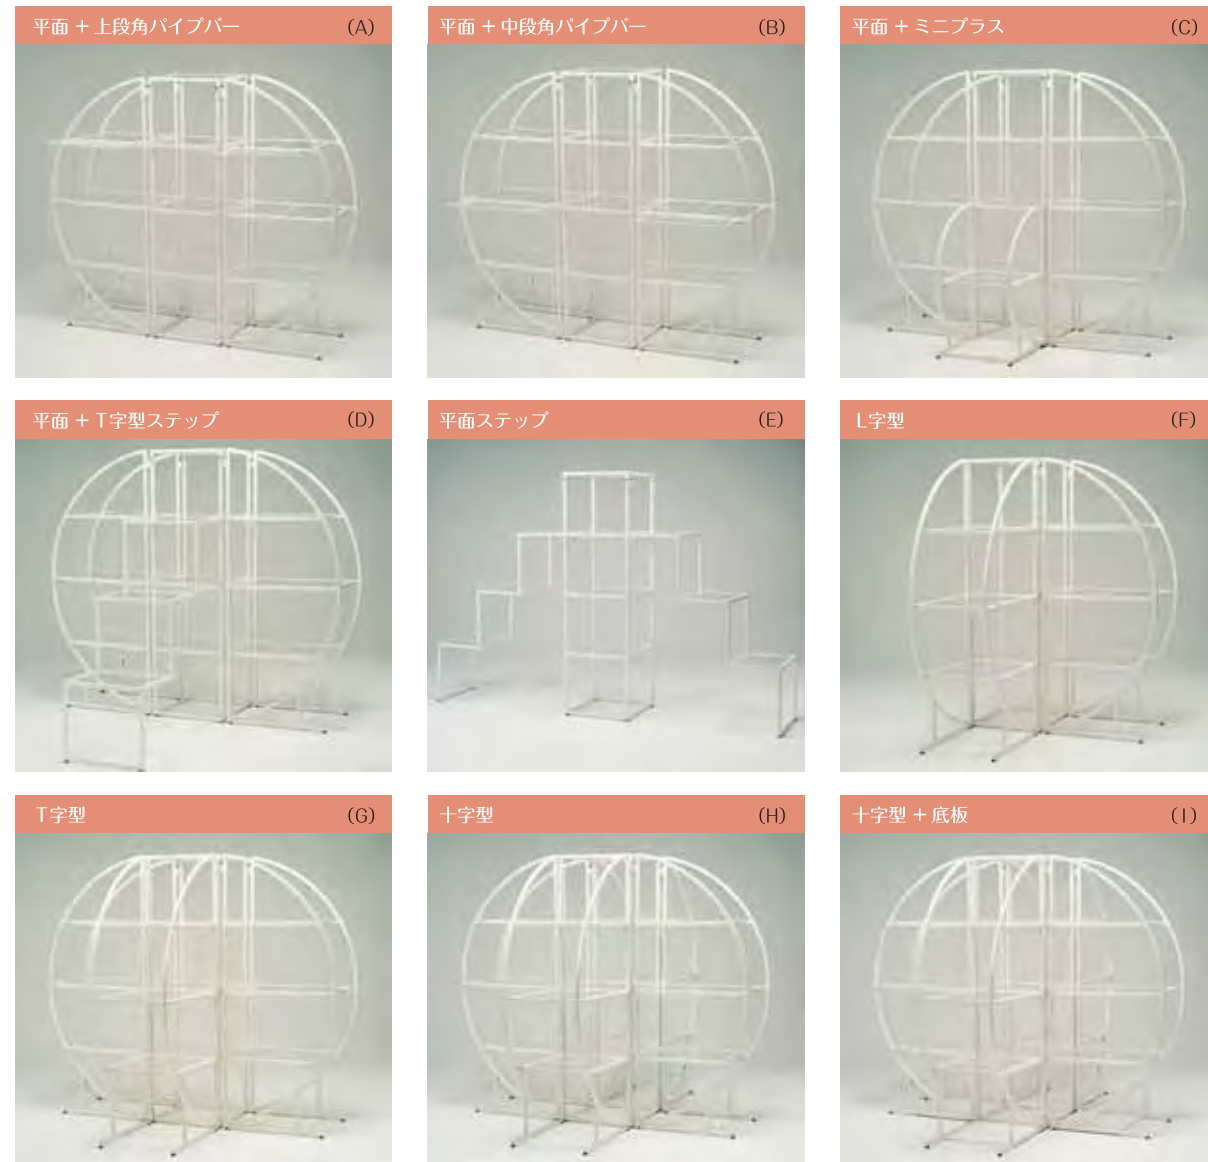 平面 + 上段角パイプバー (A)
平面 + 中段角パイプバー (B)
平面 + ミニプラス (C)
平面 + T字型ステップ (D)
平面ステップ (E)
L字型 (F)
T字型 (G)
十字型 (H)
十字型 + 底板 (I)